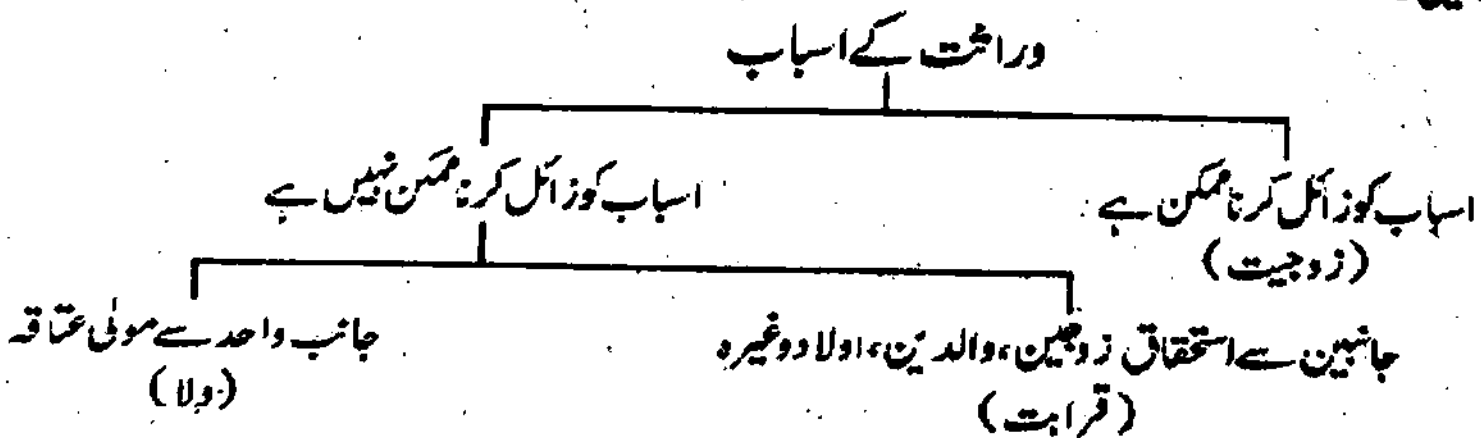 وراثت کے اسباب
اسباب کو زائل کرنا ممکن ہے
(زوجیت)
اسباب کو زائل کرنا ممکن نہیں ہے
جانبین سے استحقاق زوجین، والدین، اولاد وغیرہ
(قرابت)
جانب واحد سے مولٰی عتاقہ
(ولا)